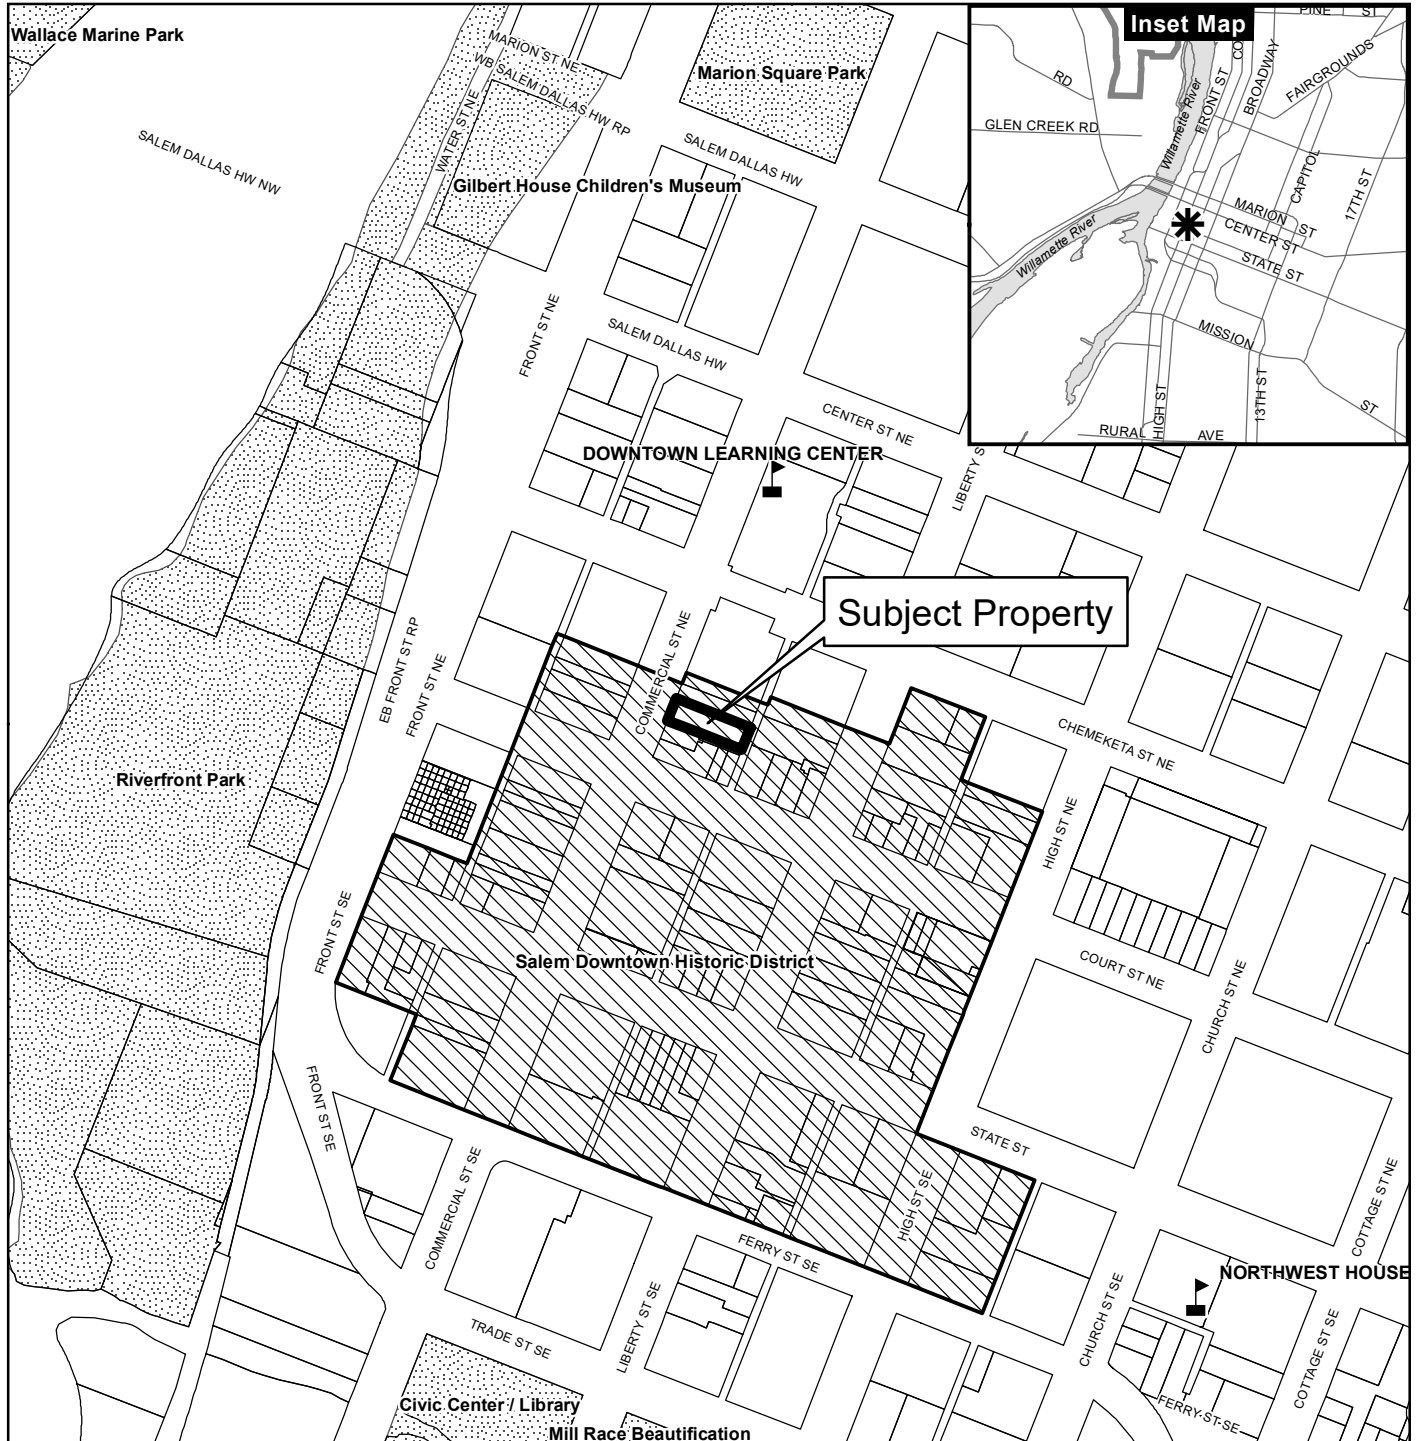 Wallace Marine Park
MARION ST NE
WB SALEM DALLAS HW RP
Marion Square Park
Inset Map
PINE ST
CO
RD
FRONT ST
BROADWAY
FAIRGROUNDS
Willamette River
GLEN CREEK RD
CAPITOL
17TH ST
MARION ST
CENTER ST
STATE ST
Willamette River
MISSION
ST
13TH ST
HIGH ST
RURAL AVE
SALEM DALLAS HW NW
WATER ST NE
SALEM DALLAS HW
Gilbert House Children's Museum
FRONT ST NE
SALEM DALLAS HW
CENTER ST NE
DOWNTOWN LEARNING CENTER
LIBERTY S
Subject Property
COMMERCIAL ST NE
EB FRONT ST RP
FRONT ST NE
CHEMEKETA ST NE
Riverfront Park
HIGH ST NE
FRONT ST SE
Salem Downtown Historic District
COURT ST NE
CHURCH ST NE
FRONT ST SE
STATE ST
COMMERCIAL ST SE
HIGH ST SE
COTTAGE ST NE
FERRY ST SE
NORTHWEST HOUSE
LIBERTY ST SE
CHURCH ST SE
TRADE ST SE
COTTAGE ST SE
Civic Center / Library
FERRY ST SE
Mill Race Beautification